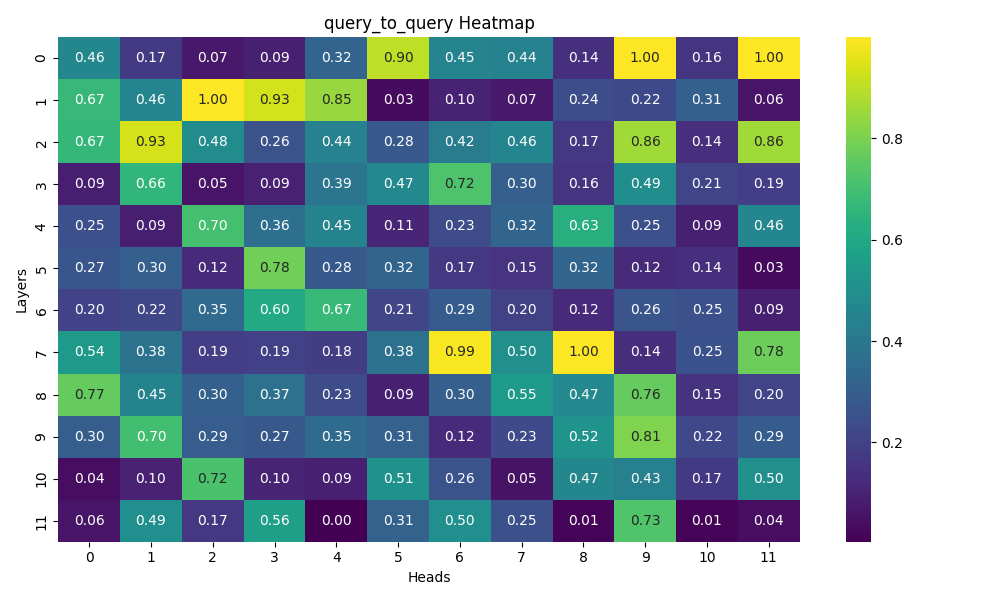 query_to_query Heatmap
0 0.46 0.17 0.07 0.09 0.32 0.90 0.45 0.44 0.14 1.00 0.16 1.00
1 0.67 0.46 1.00 0.93 0.85 0.03 0.10 0.07 0.24 0.22 0.31 0.06
2 0.67 0.93 0.48 0.26 0.44 0.28 0.42 0.46 0.17 0.86 0.14 0.86
3 0.09 0.66 0.05 0.09 0.39 0.47 0.72 0.30 0.16 0.49 0.21 0.19
4 0.25 0.09 0.70 0.36 0.45 0.11 0.23 0.32 0.63 0.25 0.09 0.46
5 0.27 0.30 0.12 0.78 0.28 0.32 0.17 0.15 0.32 0.12 0.14 0.03
6 0.20 0.22 0.35 0.60 0.67 0.21 0.29 0.20 0.12 0.26 0.25 0.09
7 0.54 0.38 0.19 0.19 0.18 0.38 0.99 0.50 1.00 0.14 0.25 0.78
8 0.77 0.45 0.30 0.37 0.23 0.09 0.30 0.55 0.47 0.76 0.15 0.20
9 0.30 0.70 0.29 0.27 0.35 0.31 0.12 0.23 0.52 0.81 0.22 0.29
10 0.04 0.10 0.72 0.10 0.09 0.51 0.26 0.05 0.47 0.43 0.17 0.50
11 0.06 0.49 0.17 0.56 0.00 0.31 0.50 0.25 0.01 0.73 0.01 0.04
0 1 2 3 4 5 6 7 8 9 10 11
Heads
Layers
0.8
0.6
0.4
0.2